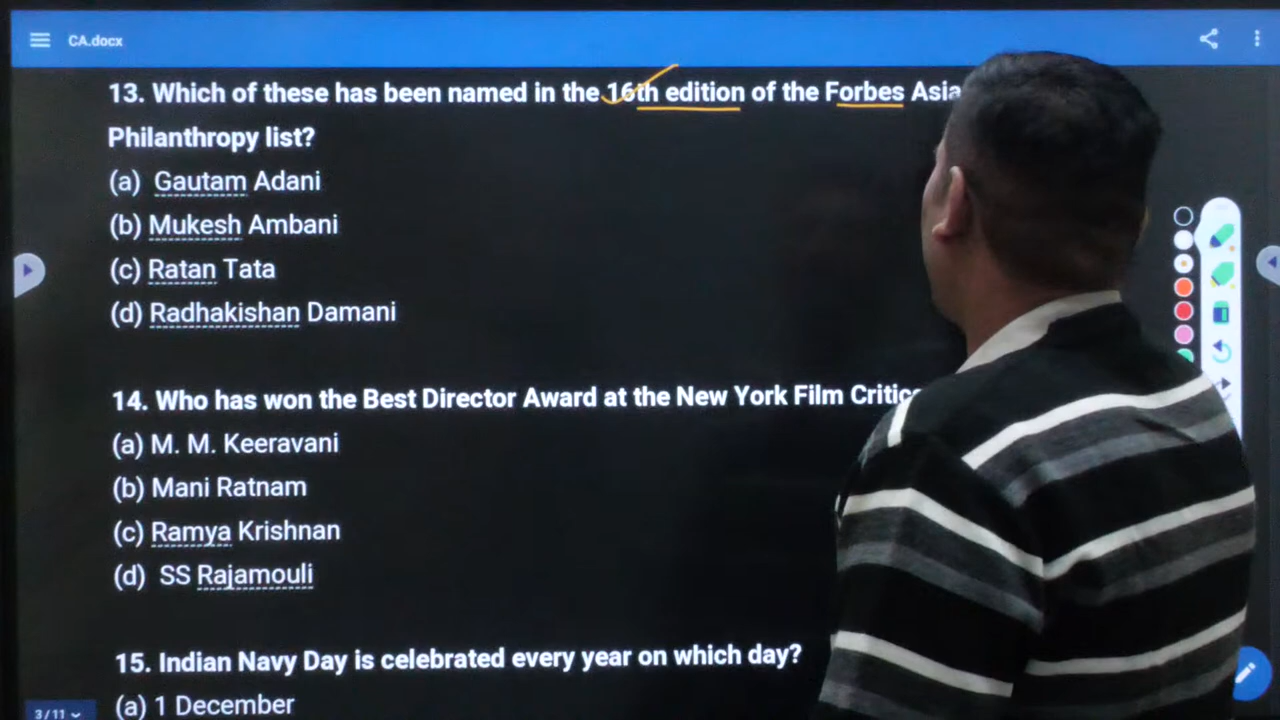 CA.docx
13. Which of these has been named in the 16th edition of the Forbes Asia
Philanthropy list?
(a) Gautam Adani
(b) Mukesh Ambani
(c) Ratan Tata
(d) Radhakishan Damani
14. Who has won the Best Director Award at the New York Film Critics
(a) M. M. Keeravani
(b) Mani Ratnam
(c) Ramya Krishnan
(d) SS Rajamouli
15. Indian Navy Day is celebrated every year on which day?
(a) 1 December
3/11